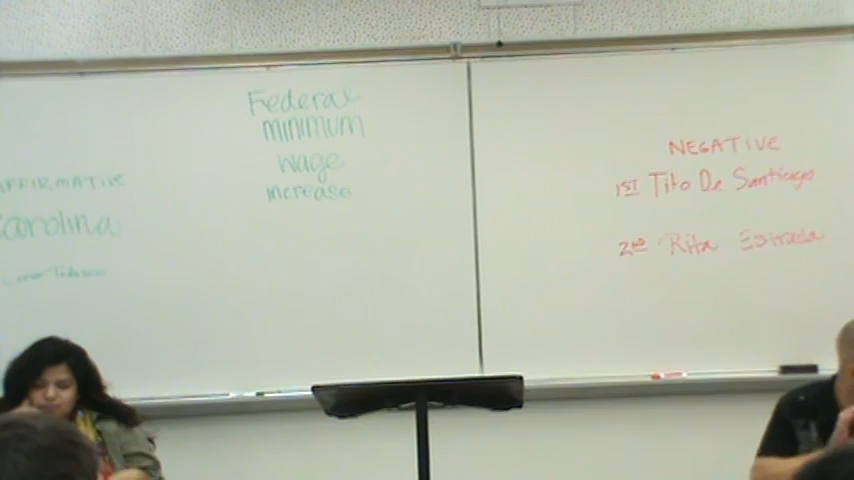 AFFIRMATIVE
Carolina
Federal
minimum
wage
increase
NEGATIVE
1ST Tito De Santiago
2ND Rita Estrada